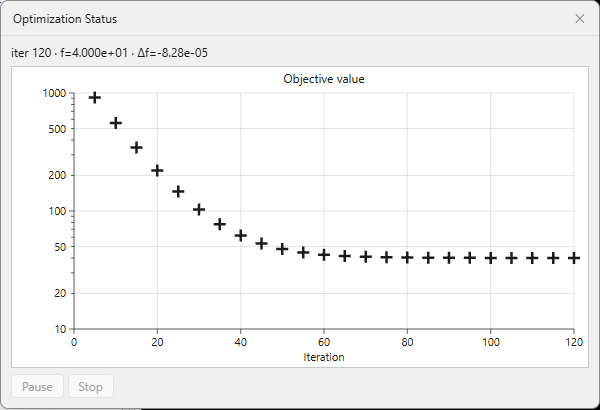 Optimization Status
iter 120 · f=4.000e+01 · Δf=-8.28e-05
Objective value
1000
500
200
100
50
20
10
0 20 40 60 80 100 120
Iteration
Pause Stop